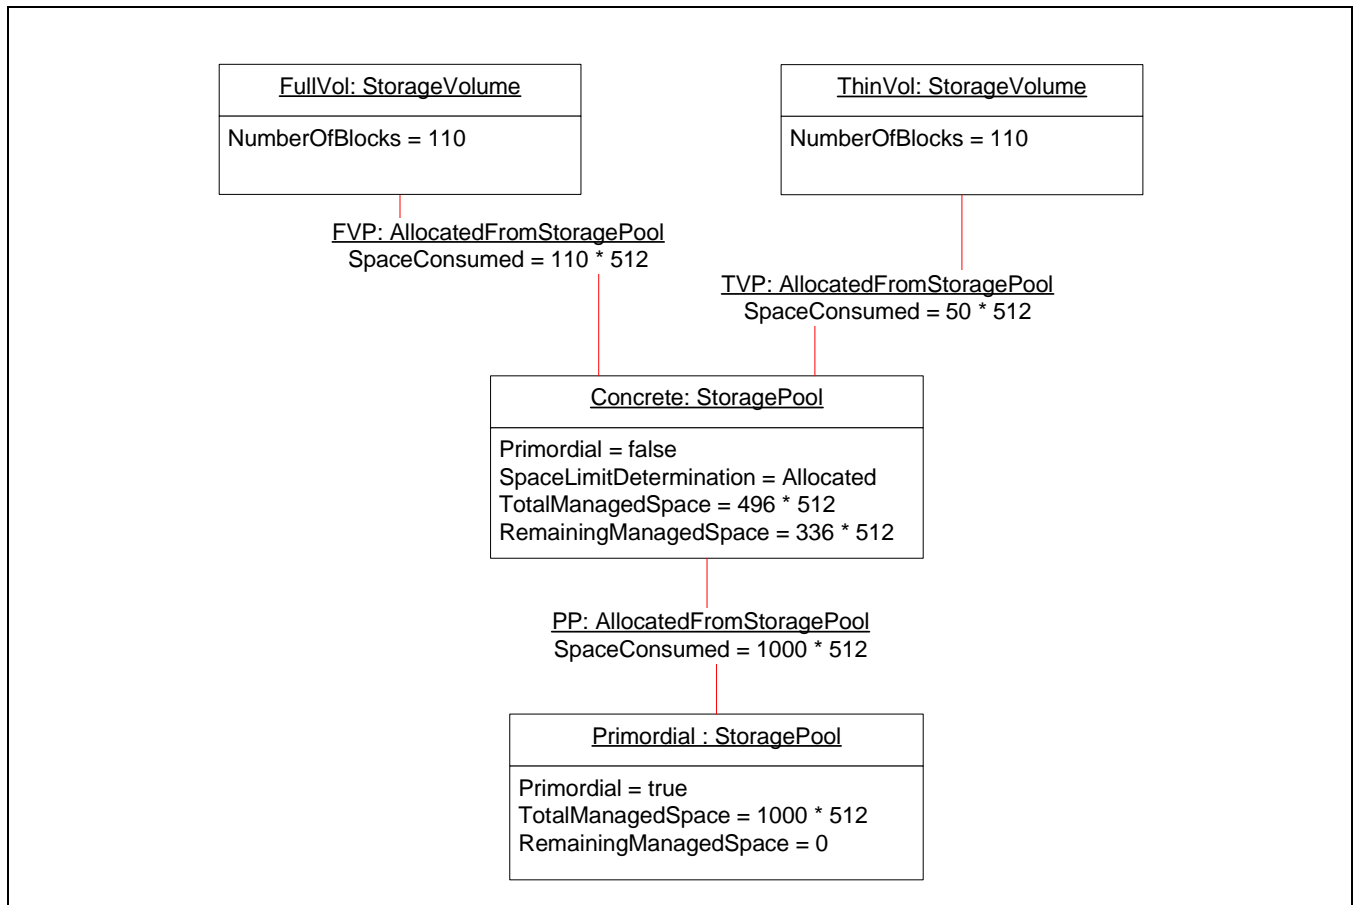 FullVol: StorageVolume
NumberOfBlocks = 110
ThinVol: StorageVolume
NumberOfBlocks = 110
FVP: AllocatedFromStoragePool
SpaceConsumed = 110 * 512
TVP: AllocatedFromStoragePool
SpaceConsumed = 50 * 512
Concrete: StoragePool
Primordial = false
SpaceLimitDetermination = Allocated
TotalManagedSpace = 496 * 512
RemainingManagedSpace = 336 * 512
PP: AllocatedFromStoragePool
SpaceConsumed = 1000 * 512
Primordial : StoragePool
Primordial = true
TotalManagedSpace = 1000 * 512
RemainingManagedSpace = 0